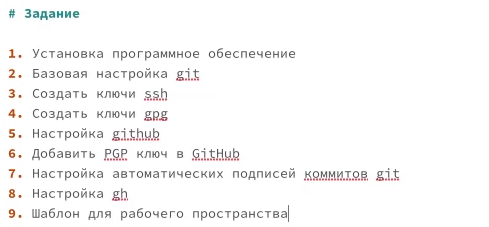 # Задание
1. Установка программное обеспечение
2. Базовая настройка git
3. Создать ключи ssh
4. Создать ключи gpg
5. Настройка github
6. Добавить PGP ключ в GitHub
7. Настройка автоматических подписей коммитов git
8. Настройка gh
9. Шаблон для рабочего пространства